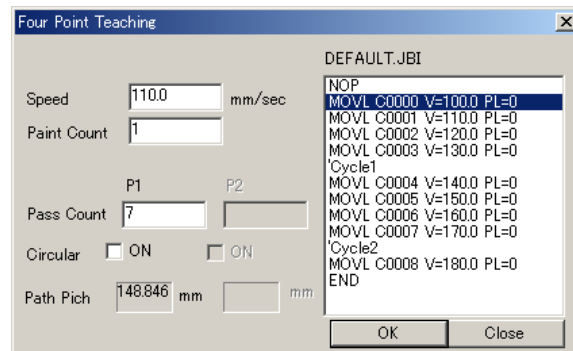 Four Point Teaching
DEFAULT.JBI
Speed 110.0 mm/sec
Paint Count 1
P1 P2
Pass Count 7
Circular ON ON
Path Pich 148.846 mm mm
NOP
MOVL C0000 V=100.0 PL=0
MOVL C0001 V=110.0 PL=0
MOVL C0002 V=120.0 PL=0
MOVL C0003 V=130.0 PL=0
'Cycle1
MOVL C0004 V=140.0 PL=0
MOVL C0005 V=150.0 PL=0
MOVL C0006 V=160.0 PL=0
MOVL C0007 V=170.0 PL=0
'Cycle2
MOVL C0008 V=180.0 PL=0
END
OK Close